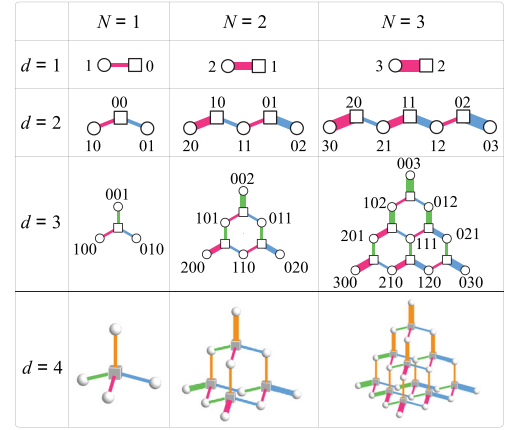 N = 1 N = 2 N = 3
d = 1 1 0 2 1 3 2
00 10 01 20 11 02
d = 2
10 01 20 11 02 30 21 12 03
003
001 002 102 012
d = 3 101 011 201 111 021
100 010 200 110 020 300 210 120 030
d = 4